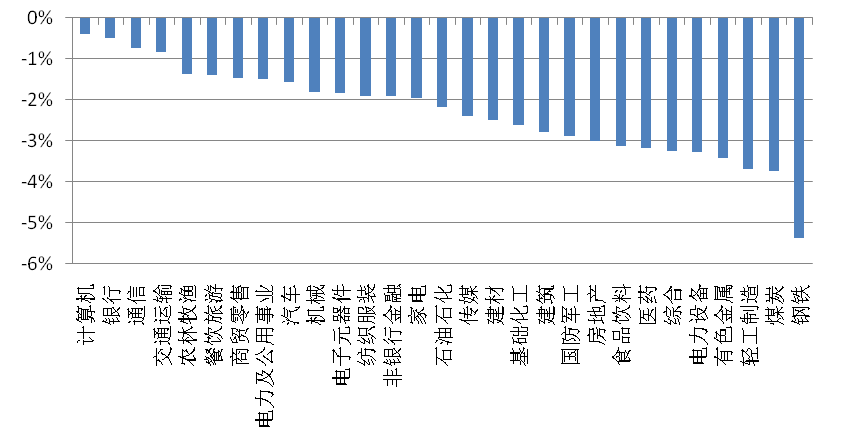 0%
-1%
-2%
-3%
-4%
-5%
-6%
计算机
银行
通信
交通运输
农林牧渔
餐饮旅游
商贸零售
电力及公用事业
汽车
机械
电子元器件
纺织服装
非银行金融
家电
石油石化
传媒
建材
基础化工
建筑
国防军工
房地产
食品饮料
医药
综合
电力设备
有色金属
轻工制造
煤炭
钢铁